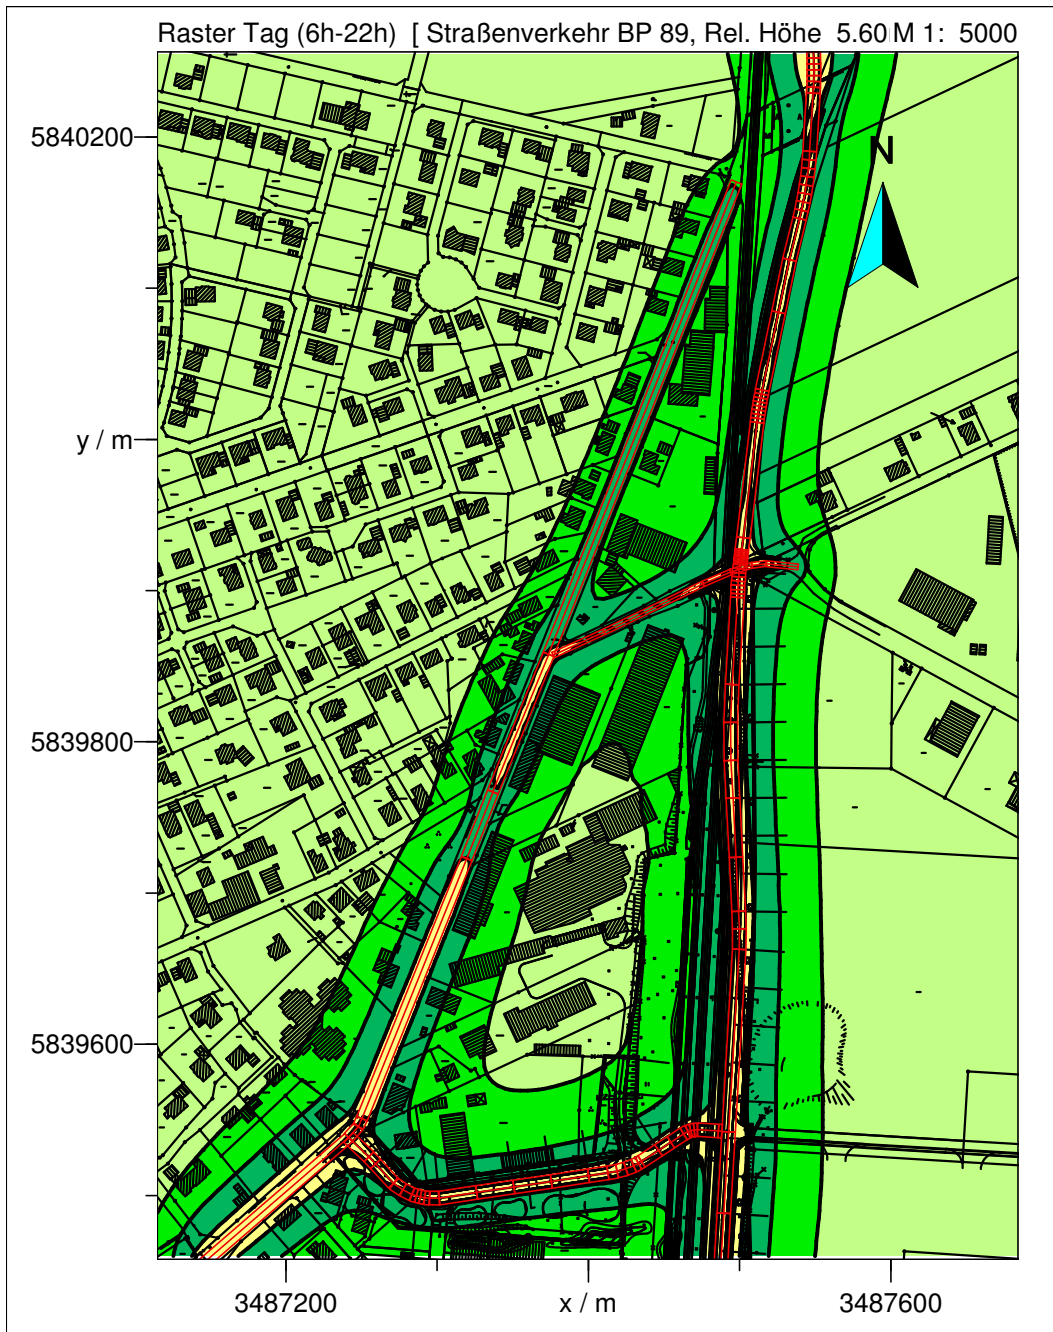 Raster Tag (6h-22h) [ Straßenverkehr BP 89, Rel. Höhe 5.60 M 1: 5000
5840200
N
y / m
5839800
5839600
3487200
x / m
3487600